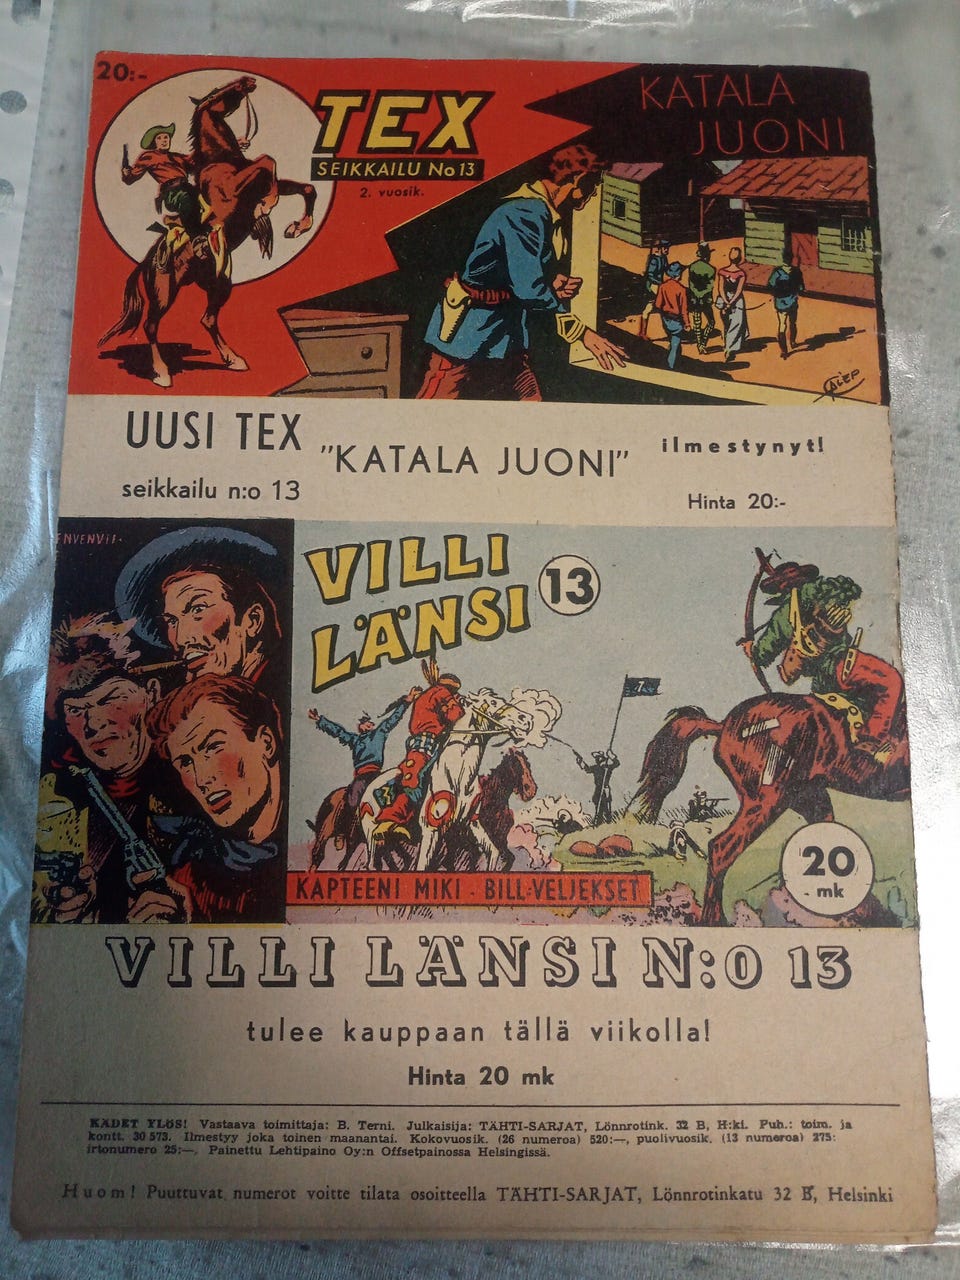 20:-
TEX
SEIKKAILU No 13
2. vuosik.
KATALA
JUONI
GALEP
UUSI TEX
seikkailu n:o 13
"KATALA JUONI"
ilmestynyt!
Hinta 20:-
VILLI
LÄNSI
13
7
KAPTEENI MIKI - BILL-VELJEKSET
20
mk
VILLI LÄNSI N:O 13
tulee kauppaan tällä viikolla!
Hinta 20 mk
KÄDET YLÖS! Vastaava toimittaja: B. Terni. Julkaisija: TÄHTI-SARJAT, Lönnrotink. 32 B, H:ki. Puh.: toim. ja
kontt. 30 573. Ilmestyy joka toinen maanantai. Kokovuosik. (26 numeroa) 520:—, puolivuosik. (13 numeroa) 275:
irtonumero 25:—. Painettu Lehtipaino Oy:n Offsetpainossa Helsingissä.
Huom! Puuttuvat numerot voitte tilata osoitteella TÄHTI-SARJAT, Lönnrotinkatu 32 B, Helsinki